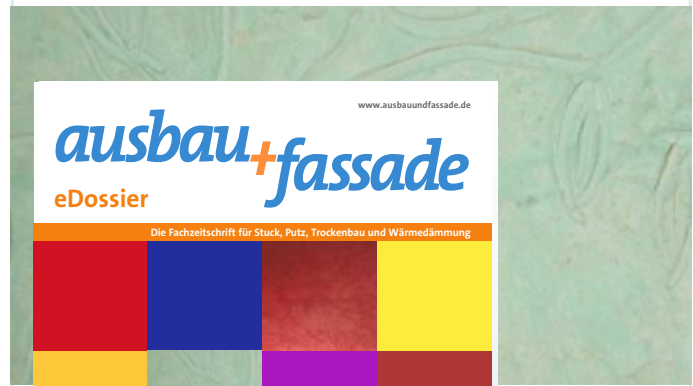 www.ausbauundfassade.de
ausbau+fassade
eDossier
Die Fachzeitschrift für Stuck, Putz, Trockenbau und Wärmedämmung